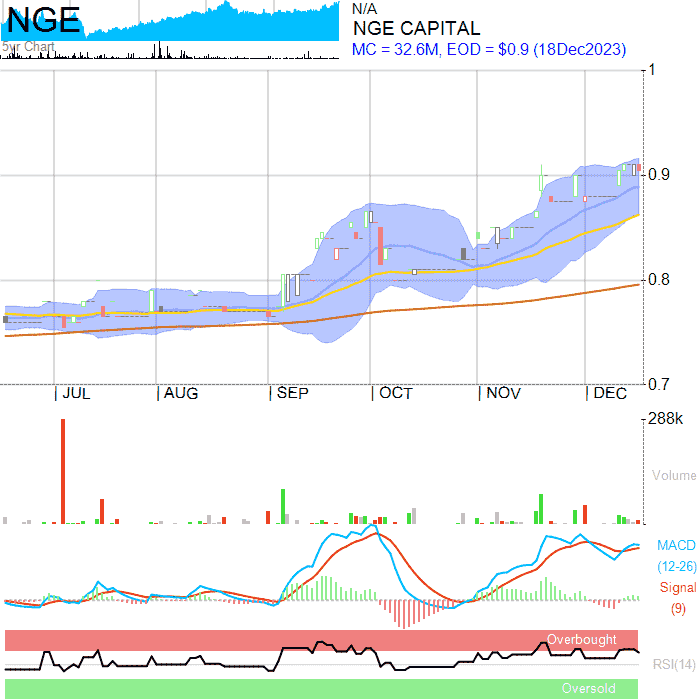 NGE
5yr Chart
N/A
NGE CAPITAL
MC = 32.6M, EOD = $0.9 (18Dec2023)
1
0.9
0.8
0.7
JUL AUG SEP OCT NOV DEC
288k
Volume
MACD
(12-26)
Signal
(9)
Overbought
RSI(14)
Oversold